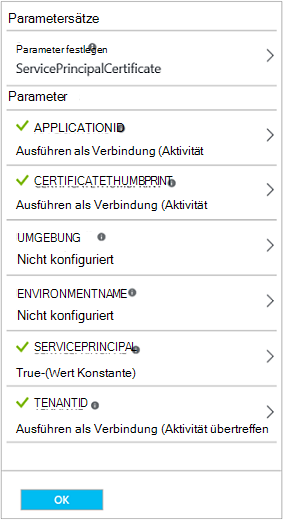 Parametersätze
Parameter festlegen
ServicePrincipalCertificate
Parameter
APPLICATIONID
Ausführen als Verbindung (Aktivität
CERTIFICATETHUMBPRINT
Ausführen als Verbindung (Aktivität
UMGEBUNG
Nicht konfiguriert
ENVIRONMENTNAME
Nicht konfiguriert
SERVICEPRINCIPAL
True-(Wert Konstante)
TENANTID
Ausführen als Verbindung (Aktivität übertreffen
OK